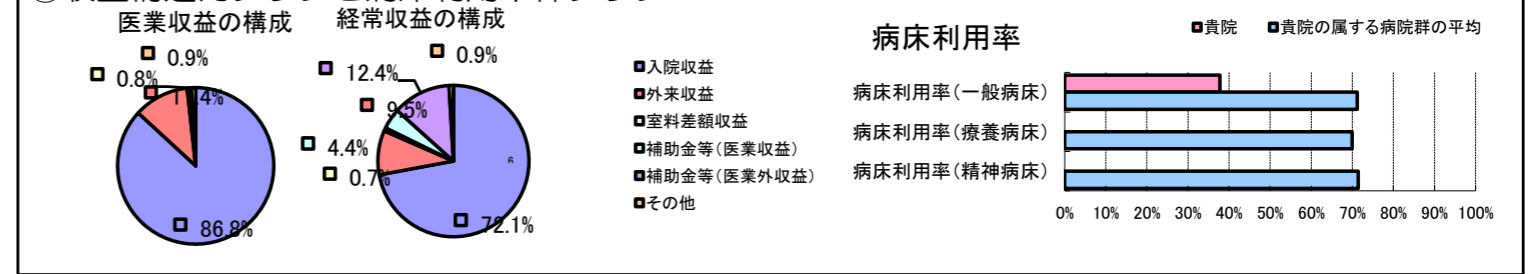 医業収益の構成
0.9%
0.8%
11.4%
86.8%
経常収益の構成
0.9%
12.4%
9.5%
4.4%
0.7%
6
72.1%
入院収益
外来収益
室料差額収益
補助金等(医業収益)
補助金等(医業外収益)
その他
病床利用率
貴院 貴院の属する病院群の平均
病床利用率(一般病床)
病床利用率(療養病床)
病床利用率(精神病床)
0% 10% 20% 30% 40% 50% 60% 70% 80% 90% 100%